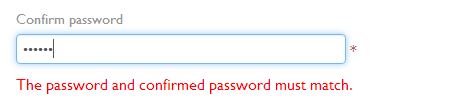 Confirm password
•••••• *
The password and confirmed password must match.